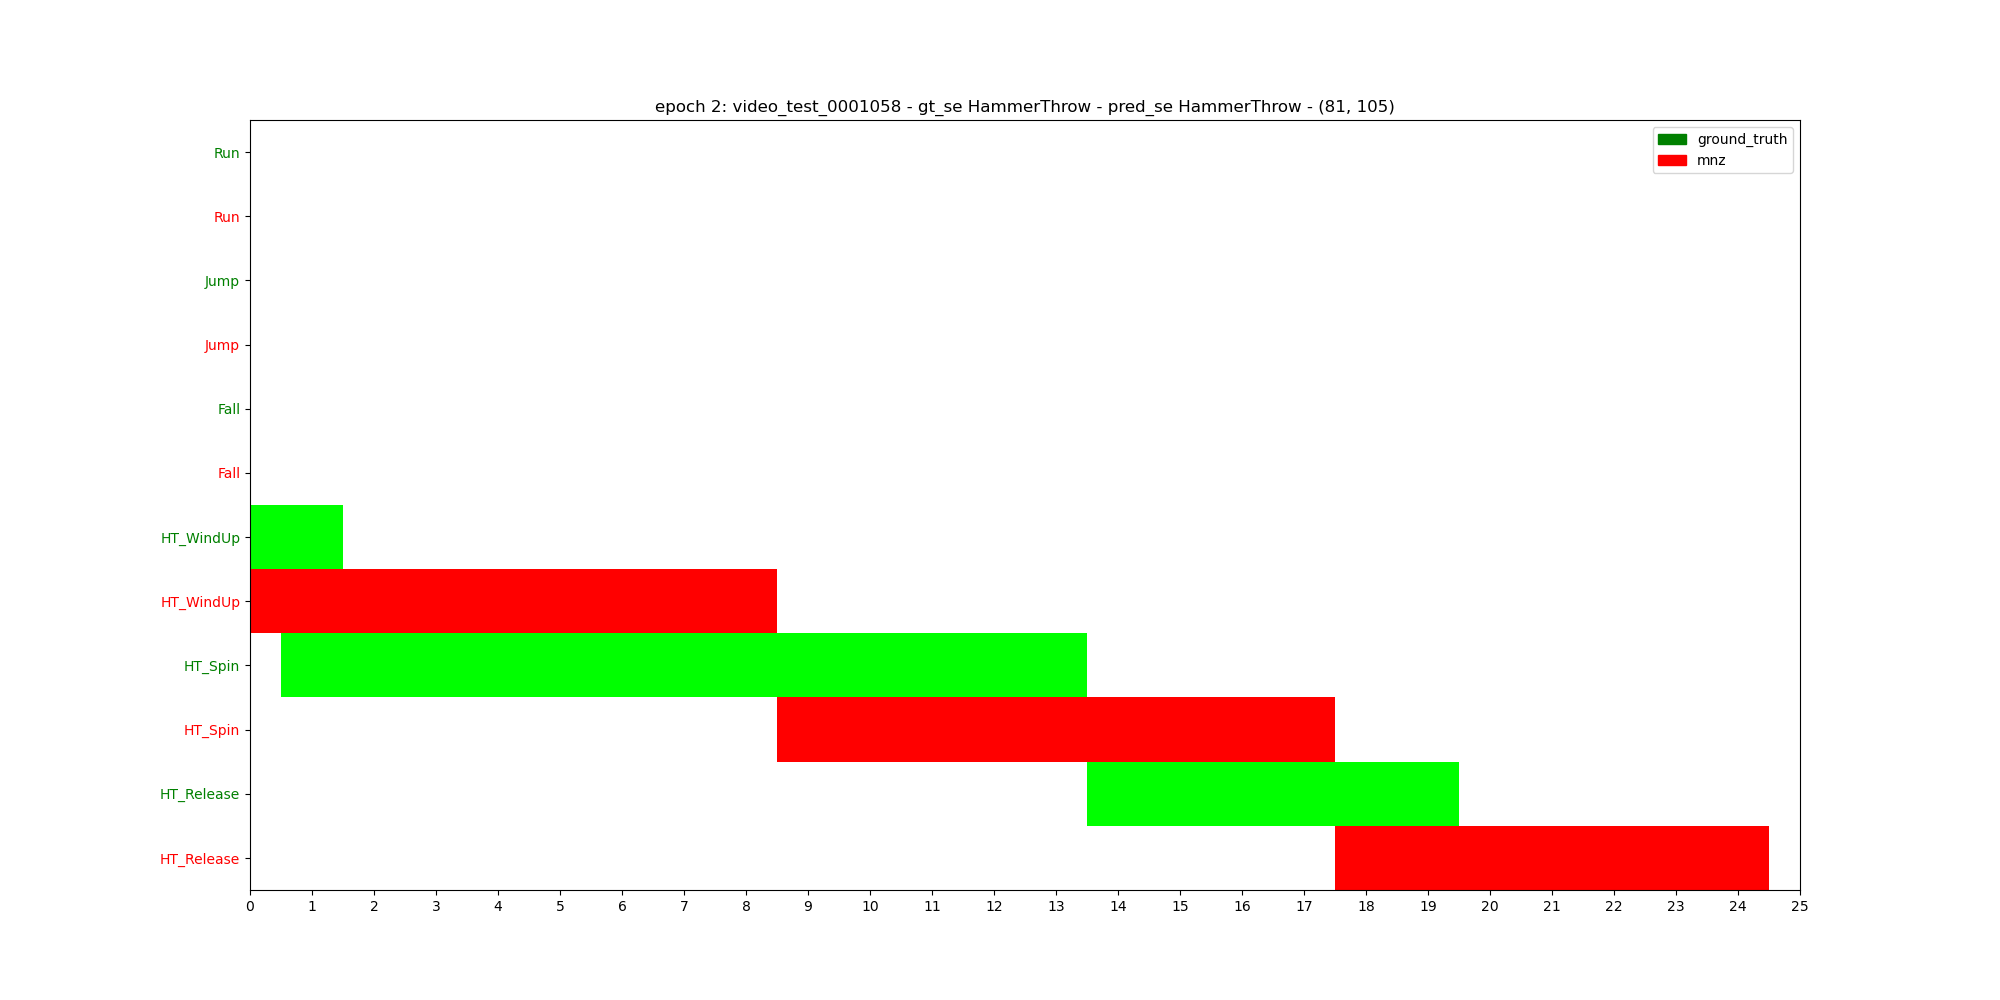 epoch 2: video_test_0001058 - gt_se HammerThrow - pred_se HammerThrow - (81, 105)
ground_truth
mnz
Run
Run
Jump
Jump
Fall
Fall
HT_WindUp
HT_WindUp
HT_Spin
HT_Spin
HT_Release
HT_Release
0 1 2 3 4 5 6 7 8 9 10 11 12 13 14 15 16 17 18 19 20 21 22 23 24 25